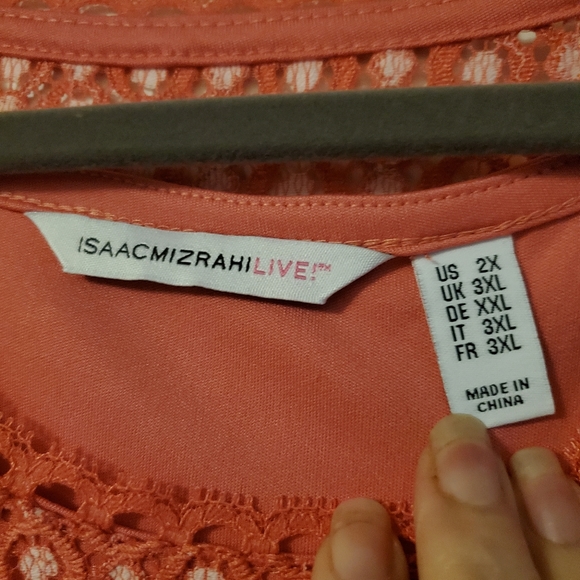 ISAACMIZRAHILIVE!™
US 2X
UK 3XL
DE XXL
IT 3XL
FR 3XL
MADE IN
CHINA